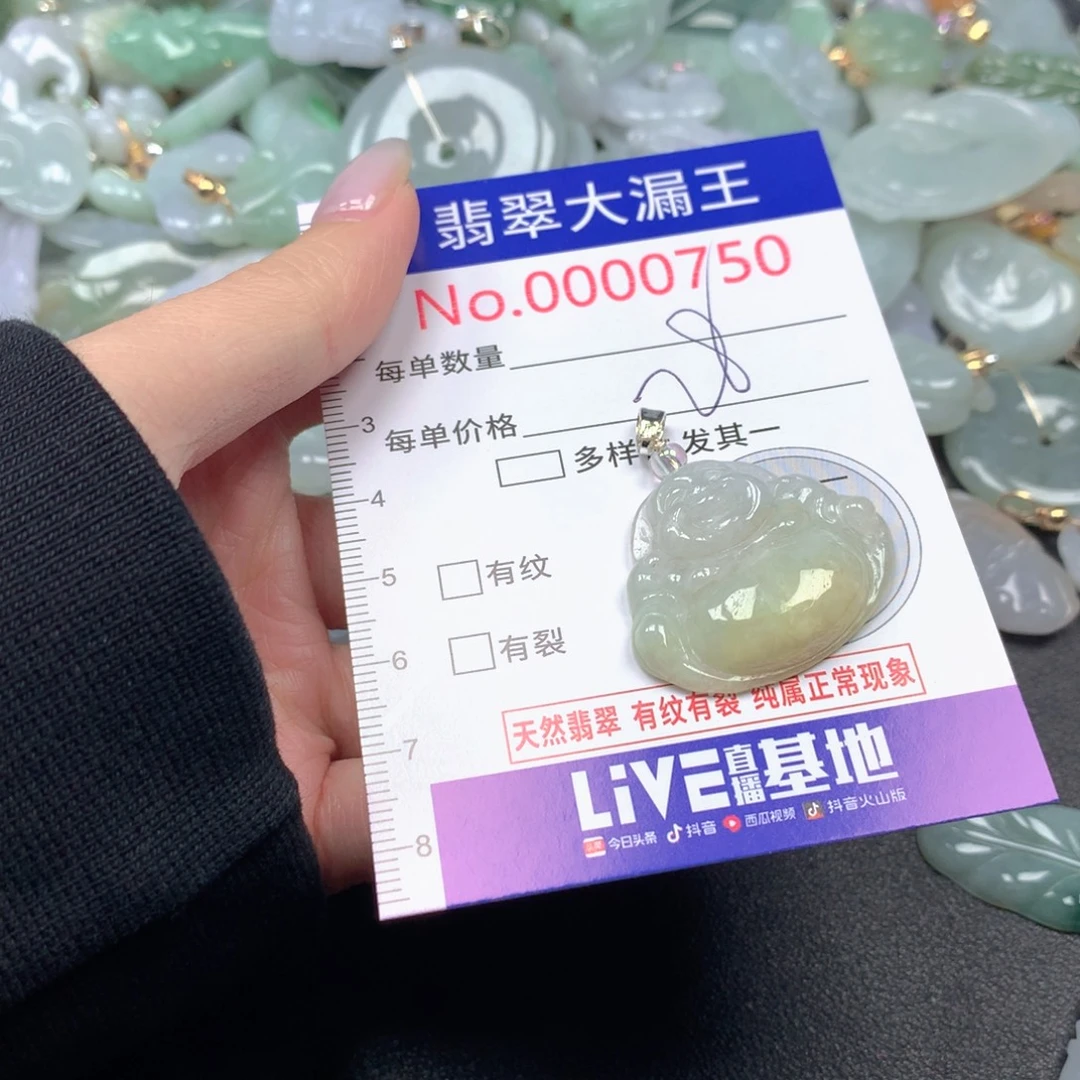 翡翠大漏王
No.0000750
每单数量
28
3
每单价格
多样 发其一
4
5
有纹
6
有裂
天然翡翠 有纹有裂 纯属正常现象
7
LiVE直播基地
今日头条 抖音 西瓜视频 抖音火山版
8